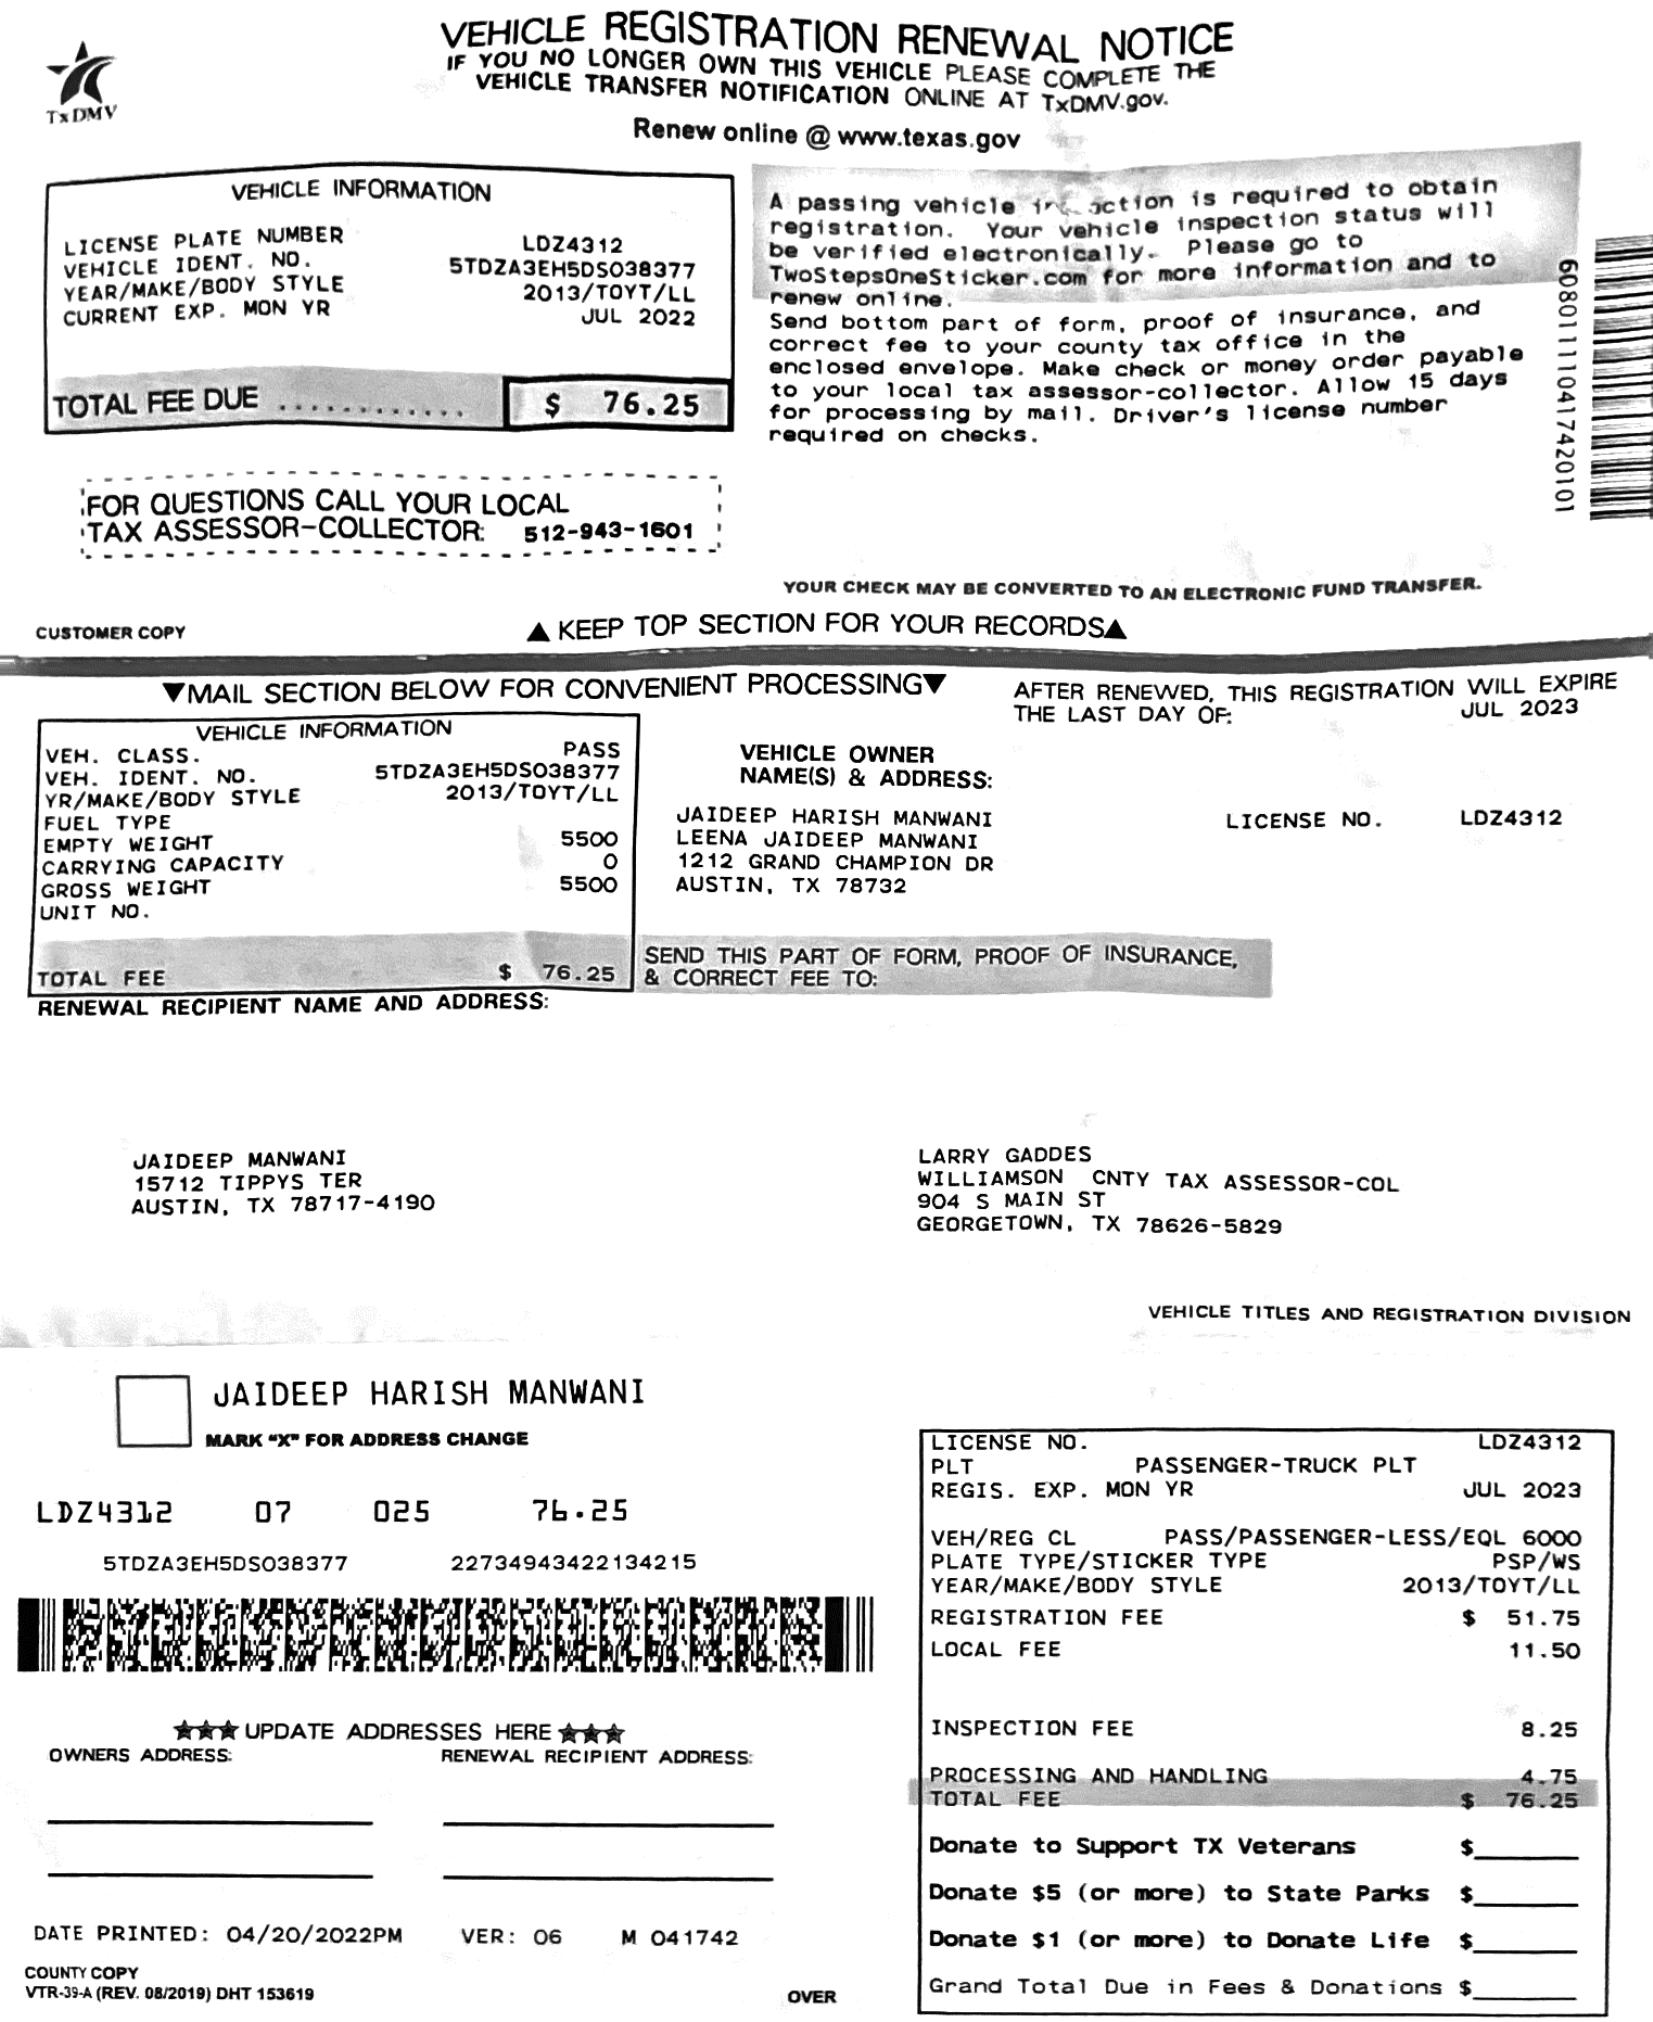 TxDMV
VEHICLE REGISTRATION RENEWAL NOTICE
IF YOU NO LONGER OWN THIS VEHICLE PLEASE COMPLETE THE
VEHICLE TRANSFER NOTIFICATION ONLINE AT TxDMV.gov.
Renew online @ www.texas.gov
VEHICLE INFORMATION
LICENSE PLATE NUMBER LDZ4312
VEHICLE IDENT. NO. 5TDZA3EH5DS038377
YEAR/MAKE/BODY STYLE 2013/TOYT/LL
CURRENT EXP. MON YR JUL 2022
TOTAL FEE DUE ............ $ 76.25
A passing vehicle is required to obtain
registration. Your vehicle inspection status will
be verified electronically. Please go to
TwoStepsOneSticker.com for more information and to
renew online.
Send bottom part of form, proof of insurance, and
correct fee to your county tax office in the
enclosed envelope. Make check or money order payable
to your local tax assessor-collector. Allow 15 days
for processing by mail. Driver's license number
required on checks.
608011110417420101
FOR QUESTIONS CALL YOUR LOCAL
TAX ASSESSOR-COLLECTOR: 512-943-1601
YOUR CHECK MAY BE CONVERTED TO AN ELECTRONIC FUND TRANSFER.
CUSTOMER COPY
▲ KEEP TOP SECTION FOR YOUR RECORDS▲
▼MAIL SECTION BELOW FOR CONVENIENT PROCESSING▼
AFTER RENEWED, THIS REGISTRATION WILL EXPIRE
THE LAST DAY OF: JUL 2023
VEHICLE INFORMATION
VEH. CLASS. PASS
VEH. IDENT. NO. 5TDZA3EH5DS038377
YR/MAKE/BODY STYLE 2013/TOYT/LL
FUEL TYPE
EMPTY WEIGHT 5500
CARRYING CAPACITY 0
GROSS WEIGHT 5500
UNIT NO.
TOTAL FEE $ 76.25
VEHICLE OWNER
NAME(S) & ADDRESS:
JAIDEEP HARISH MANWANI
LEENA JAIDEEP MANWANI
1212 GRAND CHAMPION DR
AUSTIN, TX 78732
LICENSE NO. LDZ4312
SEND THIS PART OF FORM, PROOF OF INSURANCE,
& CORRECT FEE TO:
RENEWAL RECIPIENT NAME AND ADDRESS:
JAIDEEP MANWANI
15712 TIPPYS TER
AUSTIN, TX 78717-4190
LARRY GADDES
WILLIAMSON CNTY TAX ASSESSOR-COL
904 S MAIN ST
GEORGETOWN, TX 78626-5829
VEHICLE TITLES AND REGISTRATION DIVISION
JAIDEEP HARISH MANWANI
MARK "X" FOR ADDRESS CHANGE
LDZ4312 07 025 76.25
5TDZA3EH5DS038377 22734943422134215
★★★ UPDATE ADDRESSES HERE ★★★
OWNERS ADDRESS: RENEWAL RECIPIENT ADDRESS:
DATE PRINTED: 04/20/2022PM VER: 06 M 041742
COUNTY COPY
VTR-39-A (REV. 08/2019) DHT 153619
OVER
LICENSE NO. LDZ4312
PLT PASSENGER-TRUCK PLT
REGIS. EXP. MON YR JUL 2023
VEH/REG CL PASS/PASSENGER-LESS/EQL 6000
PLATE TYPE/STICKER TYPE PSP/WS
YEAR/MAKE/BODY STYLE 2013/TOYT/LL
REGISTRATION FEE $ 51.75
LOCAL FEE 11.50
INSPECTION FEE 8.25
PROCESSING AND HANDLING 4.75
TOTAL FEE $ 76.25
Donate to Support TX Veterans $
Donate $5 (or more) to State Parks $
Donate $1 (or more) to Donate Life $
Grand Total Due in Fees & Donations $